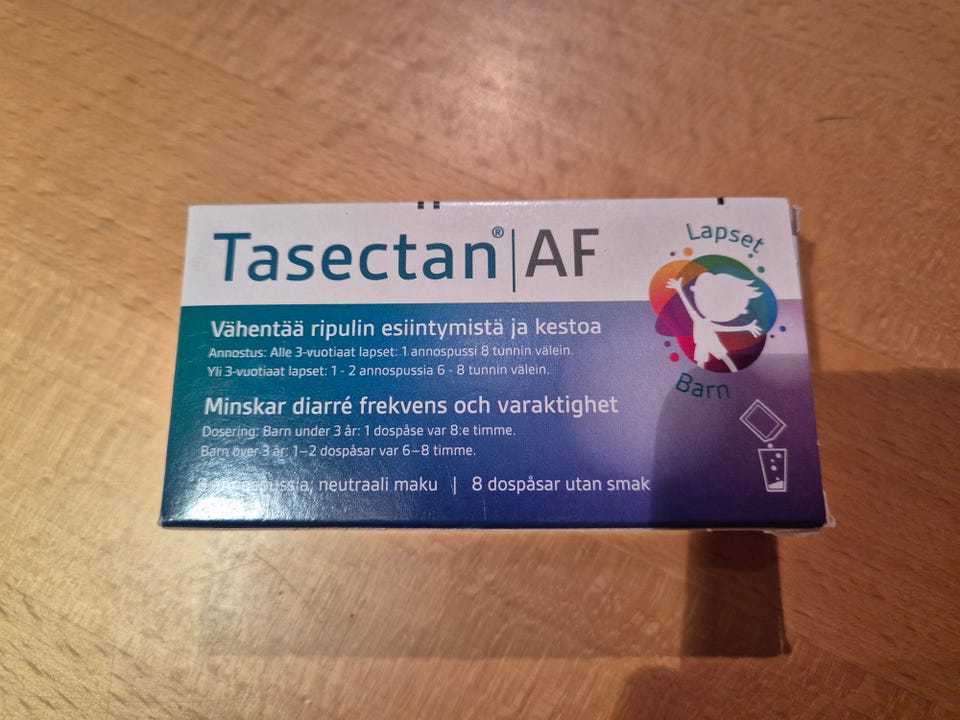 Tasectan® | AF
Lapset
Vähentää ripulin esiintymistä ja kestoa
Annostus: Alle 3-vuotiaat lapset: 1 annospussi 8 tunnin välein.
Yli 3-vuotiaat lapset: 1 - 2 annospussia 6 - 8 tunnin välein.
Barn
Minskar diarré frekvens och varaktighet
Dosering: Barn under 3 år: 1 dospåse var 8:e timme.
Barn över 3 år: 1–2 dospåsar var 6–8 timme.
8 annospussia, neutraali maku | 8 dospåsar utan smak